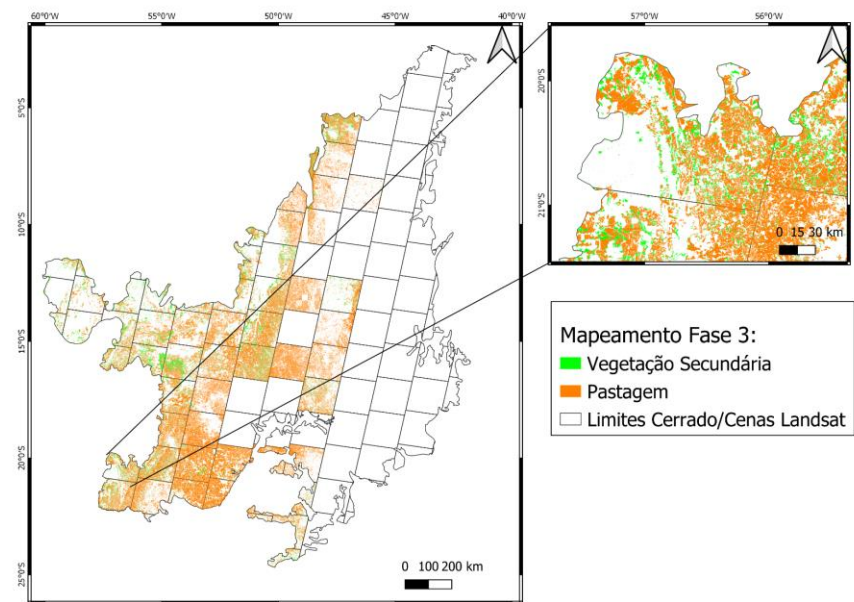 60°0'W 55°0'W 50°0'W 45°0'W 40°0'W
5°0'S
10°0'S
15°0'S
20°0'S
25°0'S
0 100 200 km
57°0'W 56°0'W
20°0'S
21°0'S
0 15 30 km
Mapeamento Fase 3:
Vegetação Secundária
Pastagem
Limites Cerrado/Cenas Landsat